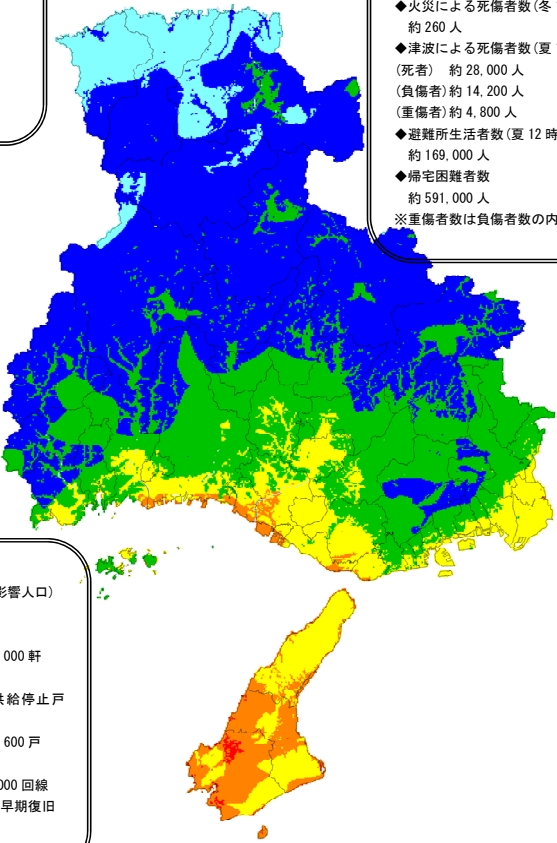 ◆火災による死傷者数(冬
約 260 人
◆津波による死傷者数(夏
(死者) 約 28,000 人
(負傷者) 約 14,200 人
(重傷者) 約 4,800 人
◆避難所生活者数(夏 12 時
約 169,000 人
◆帰宅困難者数
約 591,000 人
※重傷者数は負傷者数の内
影響人口)
000 軒
供給停止戸
600 戸
000 回線
早期復旧